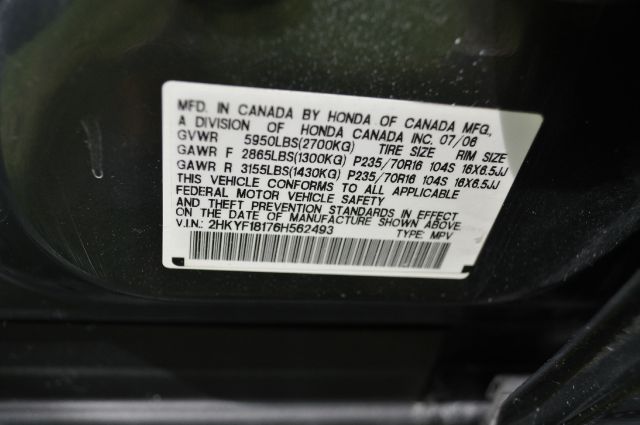 MFD. IN CANADA BY HONDA OF CANADA MFG.,
A DIVISION OF HONDA CANADA INC. 07/06
GVWR 5950LBS(2700KG) TIRE SIZE RIM SIZE
GAWR F 2865LBS(1300KG) P235/70R16 104S 16X6.5JJ
GAWR R 3155LBS(1430KG) P235/70R16 104S 16X6.5JJ
THIS VEHICLE CONFORMS TO ALL APPLICABLE
FEDERAL MOTOR VEHICLE SAFETY
AND THEFT PREVENTION STANDARDS IN EFFECT
ON THE DATE OF MANUFACTURE SHOWN ABOVE
V.I.N.: 2HKYF18176H562493 TYPE: MPV